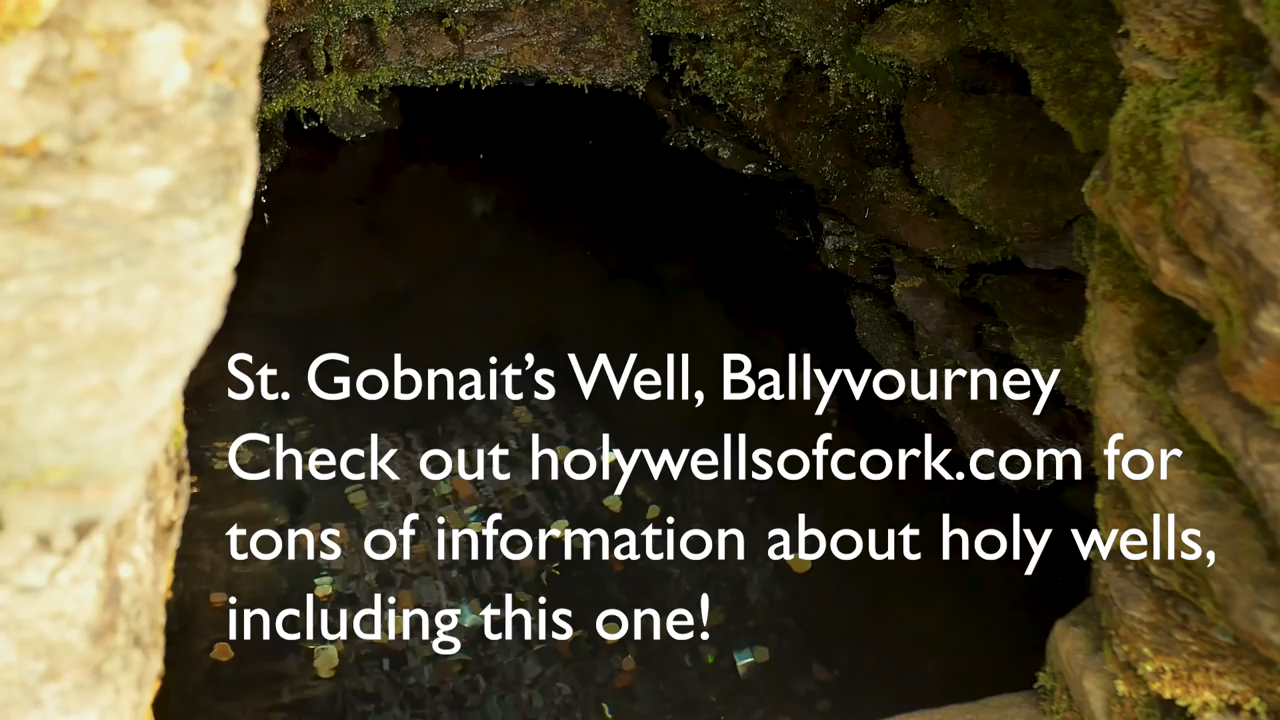 St. Gobnait’s Well, Ballyvourney
Check out holywellsofcork.com for
tons of information about holy wells,
including this one!